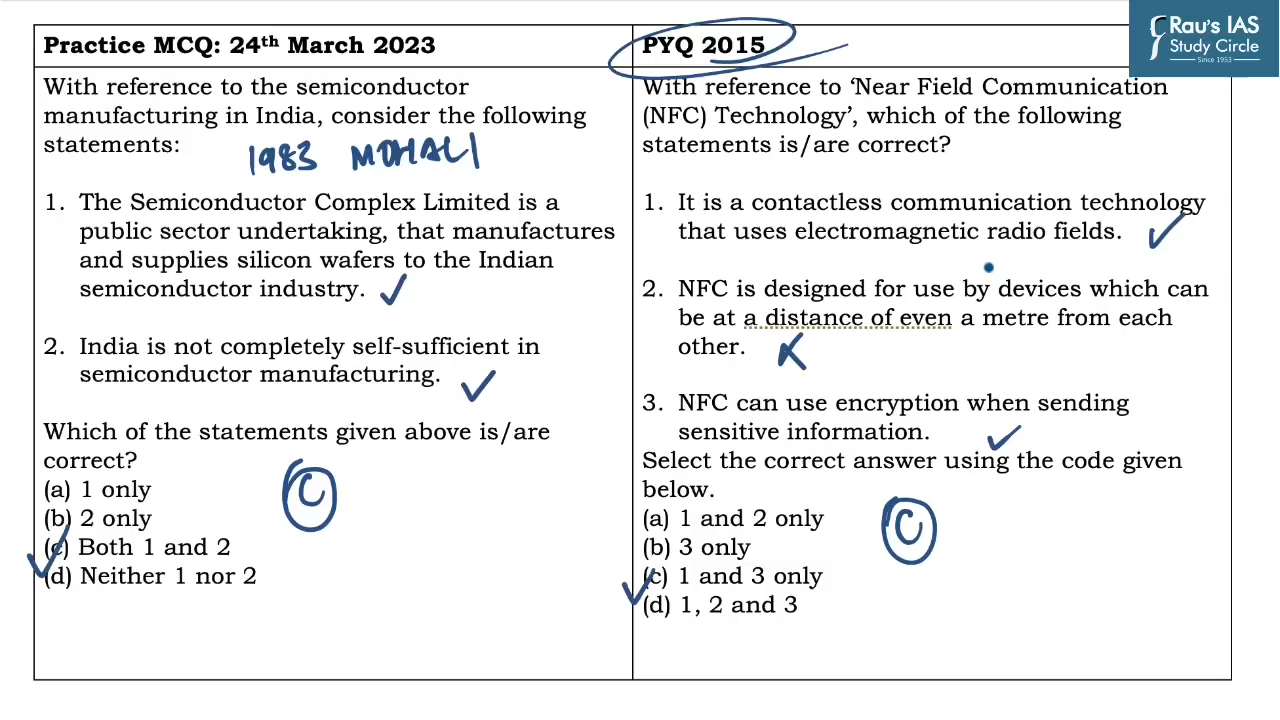 Rau's IAS
Study Circle
Since 1953
Practice MCQ: 24th March 2023
With reference to the semiconductor
manufacturing in India, consider the following
statements:
1983 MOHALI
1. The Semiconductor Complex Limited is a
public sector undertaking, that manufactures
and supplies silicon wafers to the Indian
semiconductor industry.
2. India is not completely self-sufficient in
semiconductor manufacturing.
Which of the statements given above is/are
correct?
(a) 1 only
(b) 2 only
(c) Both 1 and 2
(d) Neither 1 nor 2
C
PYQ 2015
With reference to ‘Near Field Communication
(NFC) Technology’, which of the following
statements is/are correct?
1. It is a contactless communication technology
that uses electromagnetic radio fields.
2. NFC is designed for use by devices which can
be at a distance of even a metre from each
other.
3. NFC can use encryption when sending
sensitive information.
Select the correct answer using the code given
below.
(a) 1 and 2 only
(b) 3 only
(c) 1 and 3 only
(d) 1, 2 and 3
C